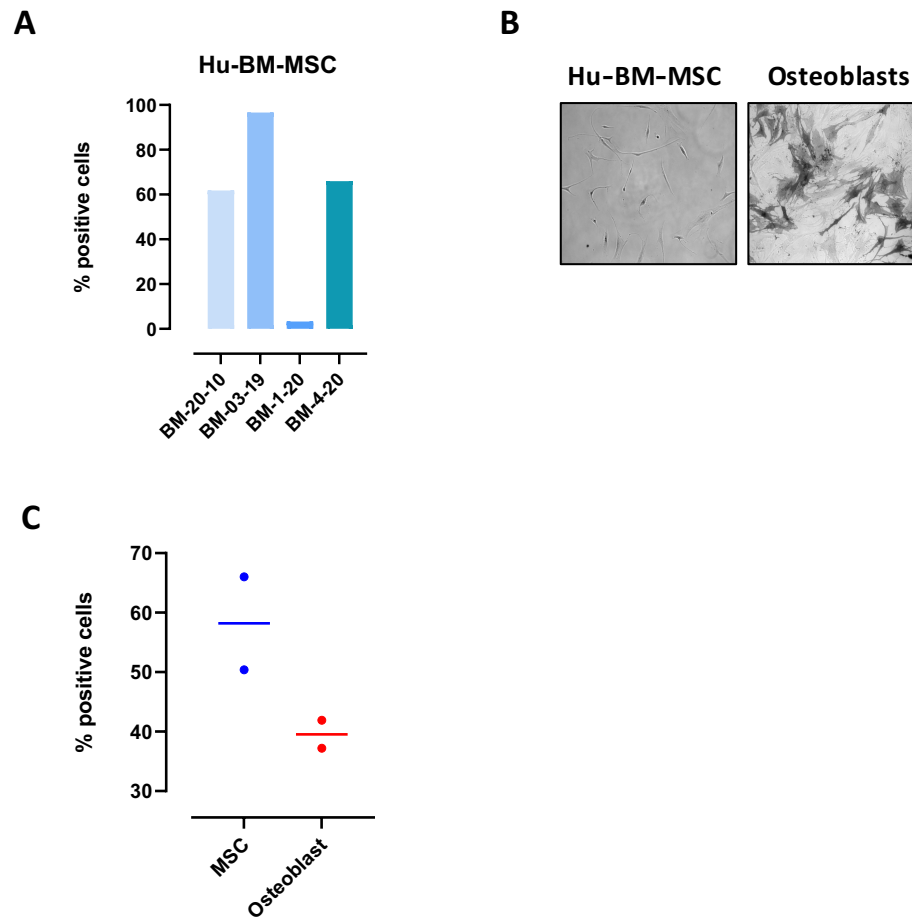 A
Hu-BM-MSC
% positive cells
100
80
60
40
20
0
BM-20-10
BM-03-19
BM-1-20
BM-4-20
B
Hu-BM-MSC
Osteoblasts
C
% positive cells
70
60
50
40
30
MSC
Osteoblast